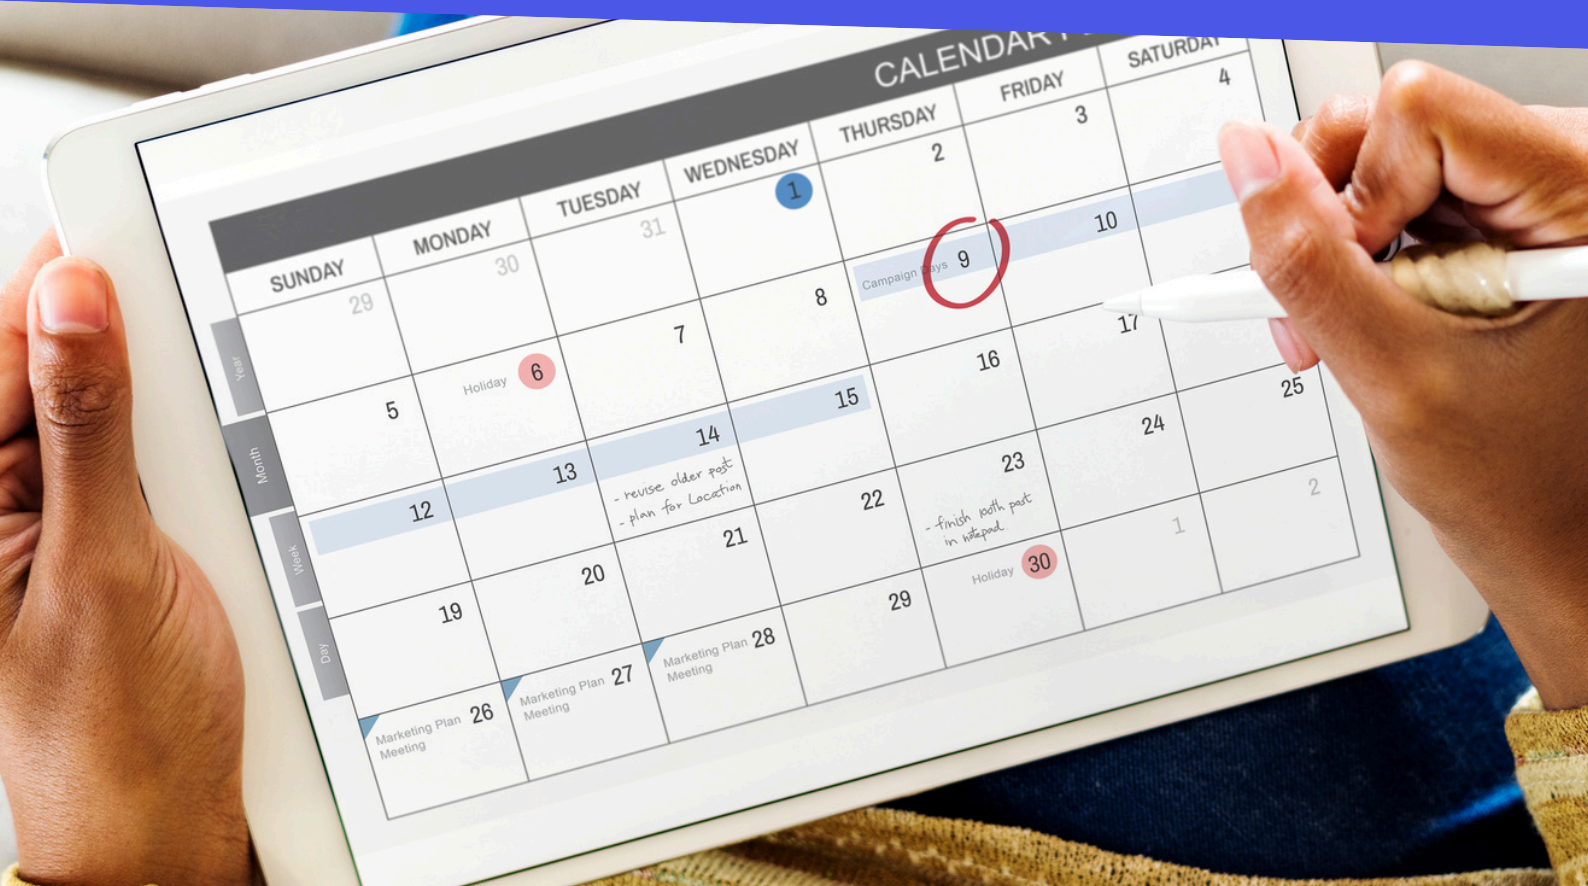 CALENDAR
SUNDAY MONDAY TUESDAY WEDNESDAY THURSDAY FRIDAY SATURDAY
29 30 31 1 2 3 4
5 Holiday 6 7 8 Campaign Days 9 10
12 13 14 15 16 17
- revise older post
- plan for Location
19 20 21 22 23 24 25
- finish 100th post
in notepad
Marketing Plan 26 Marketing Plan 27 Marketing Plan 28 29 Holiday 30 1 2
Meeting Meeting Meeting
Year
Month
Week
Day